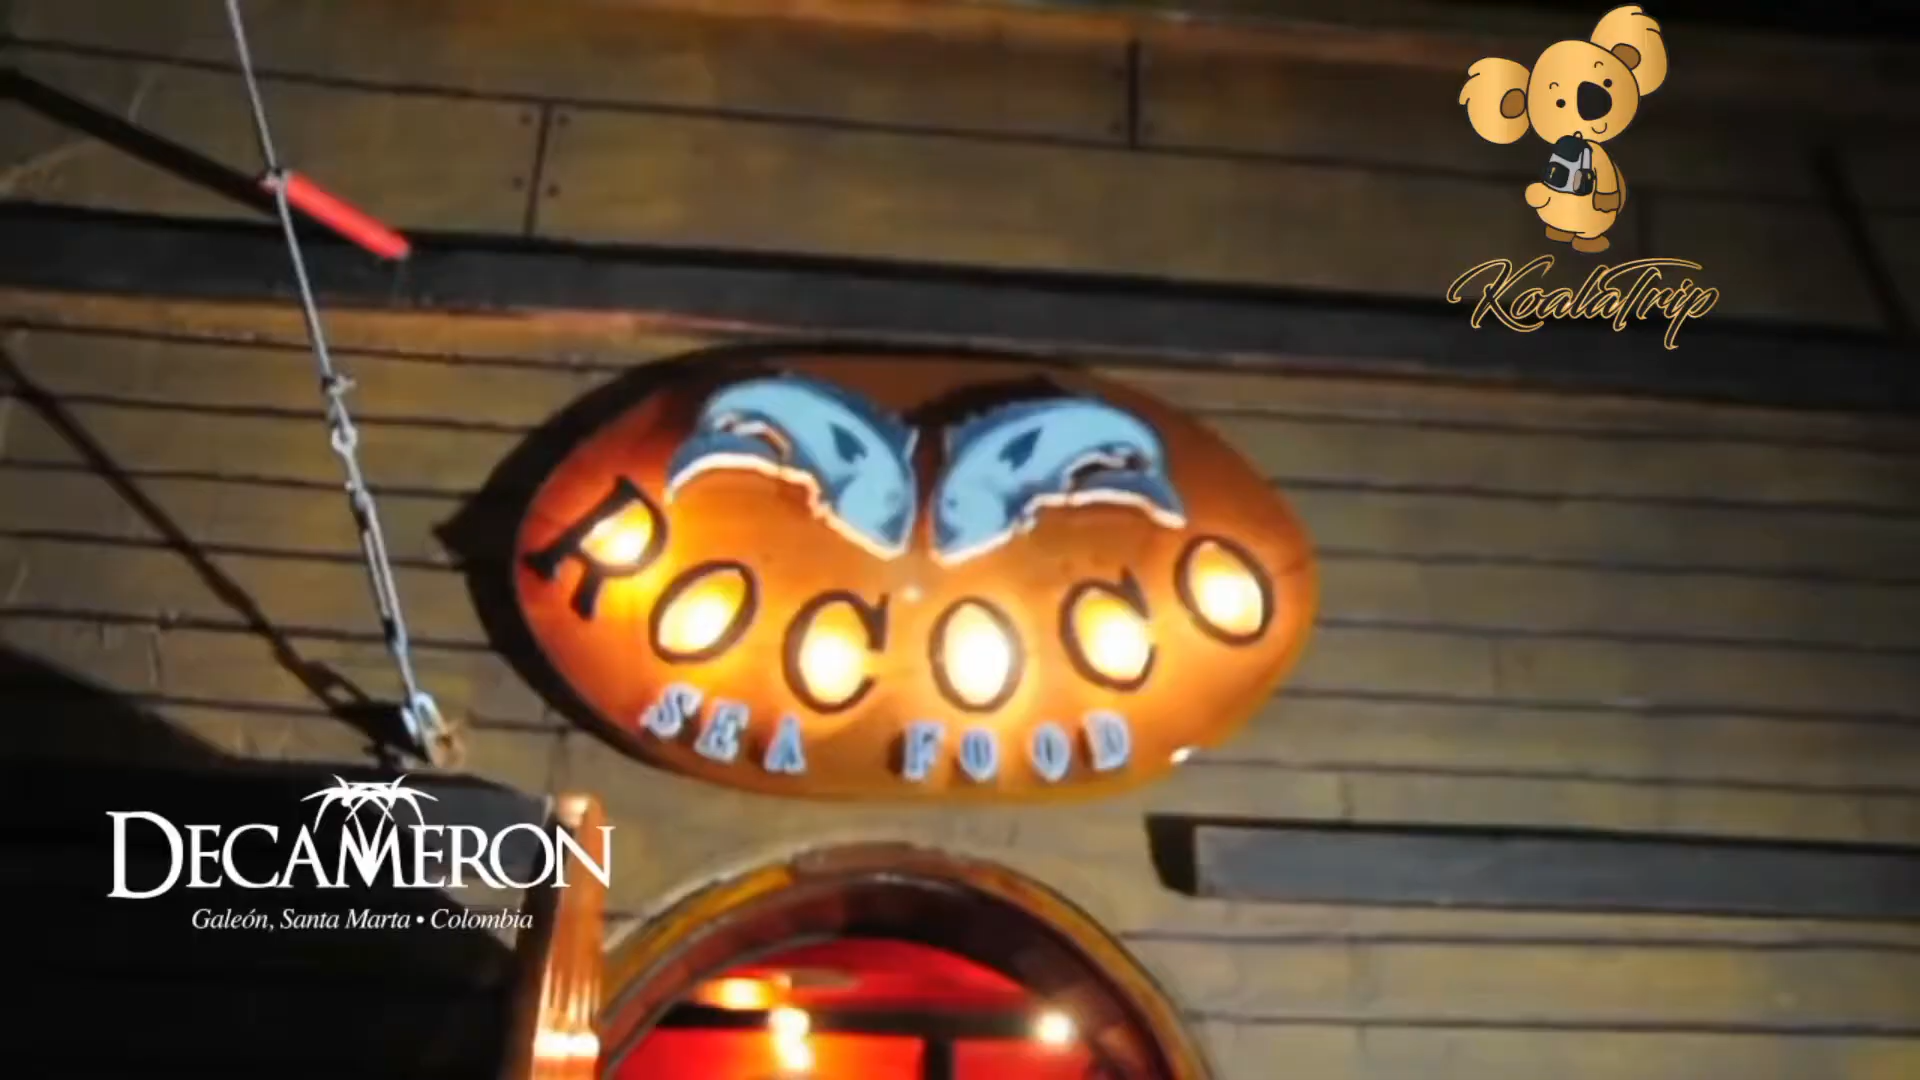 KoalaTrip
ROCOCO
SEA FOOD
DECAMERON
Galeón, Santa Marta • Colombia